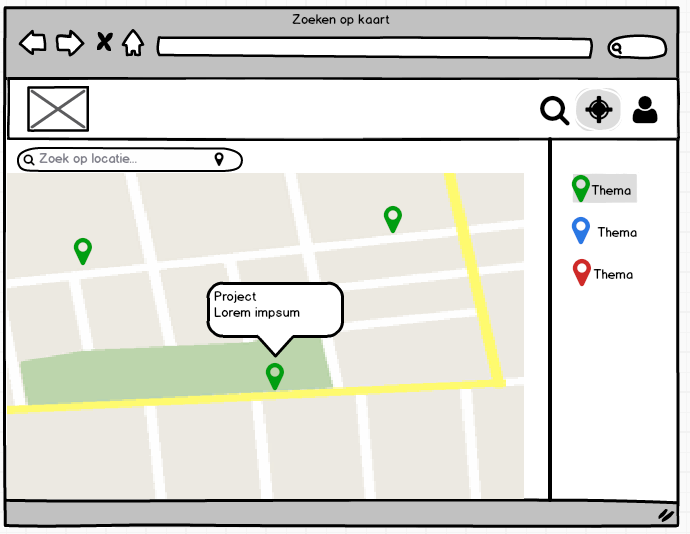 Zoeken op kaart
Zoek op locatie...
Thema
Thema
Thema
Project
Lorem impsum